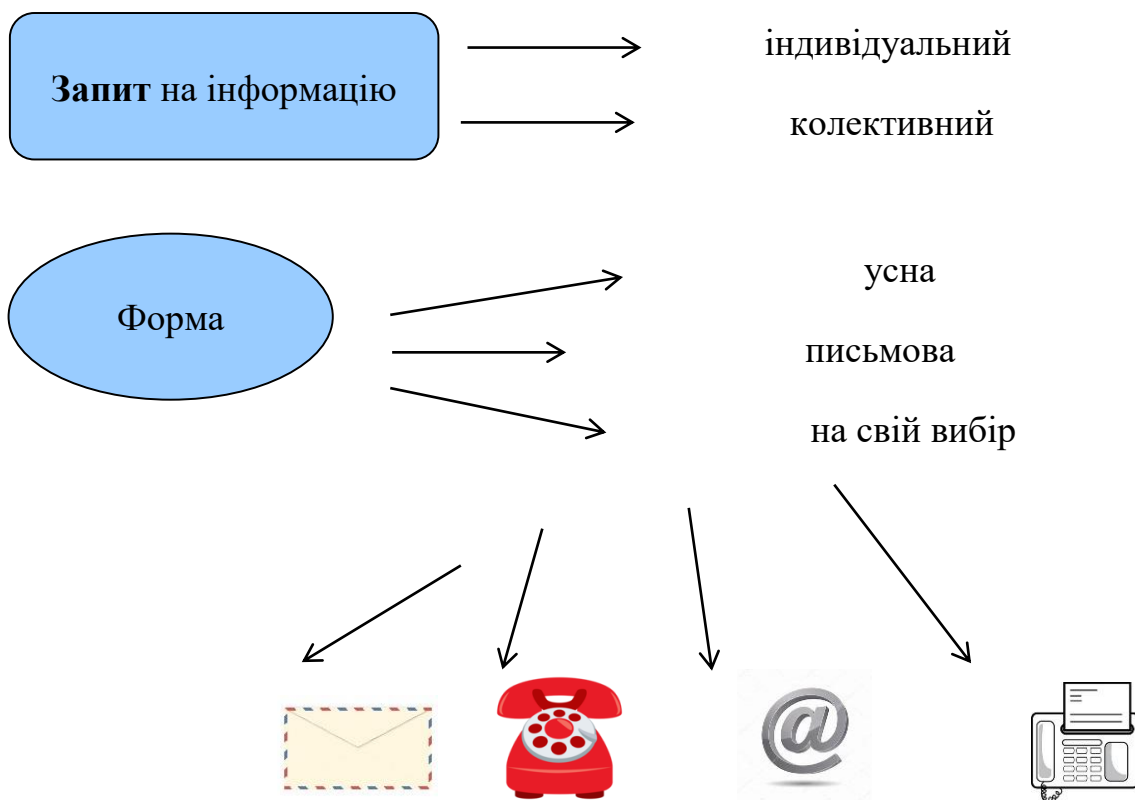 індивідуальний
Запит на інформацію
колективний
усна
Форма
письмова
на свій вибір
@